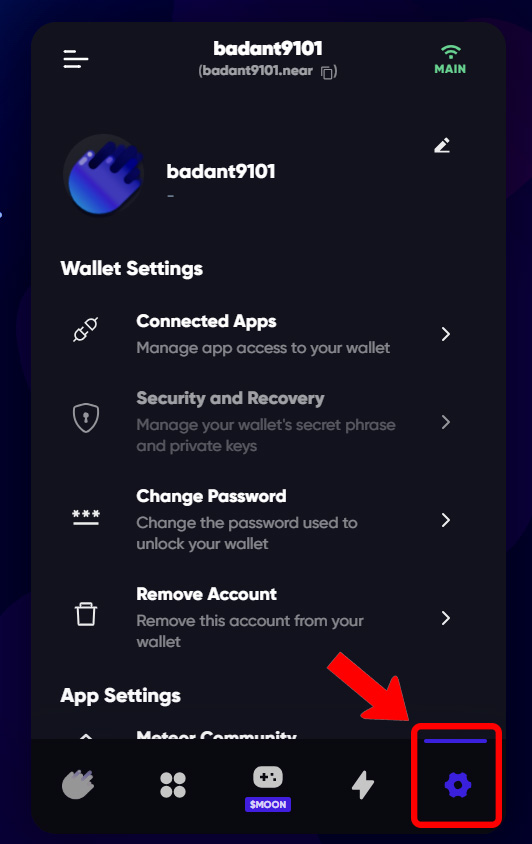 badant9101
(badant9101.near )
MAIN
badant9101
-
Wallet Settings
Connected Apps
Manage app access to your wallet
Security and Recovery
Manage your wallet's secret phrase
and private keys
Change Password
Change the password used to
unlock your wallet
Remove Account
Remove this account from your
wallet
App Settings
Meteor Community
$MOON